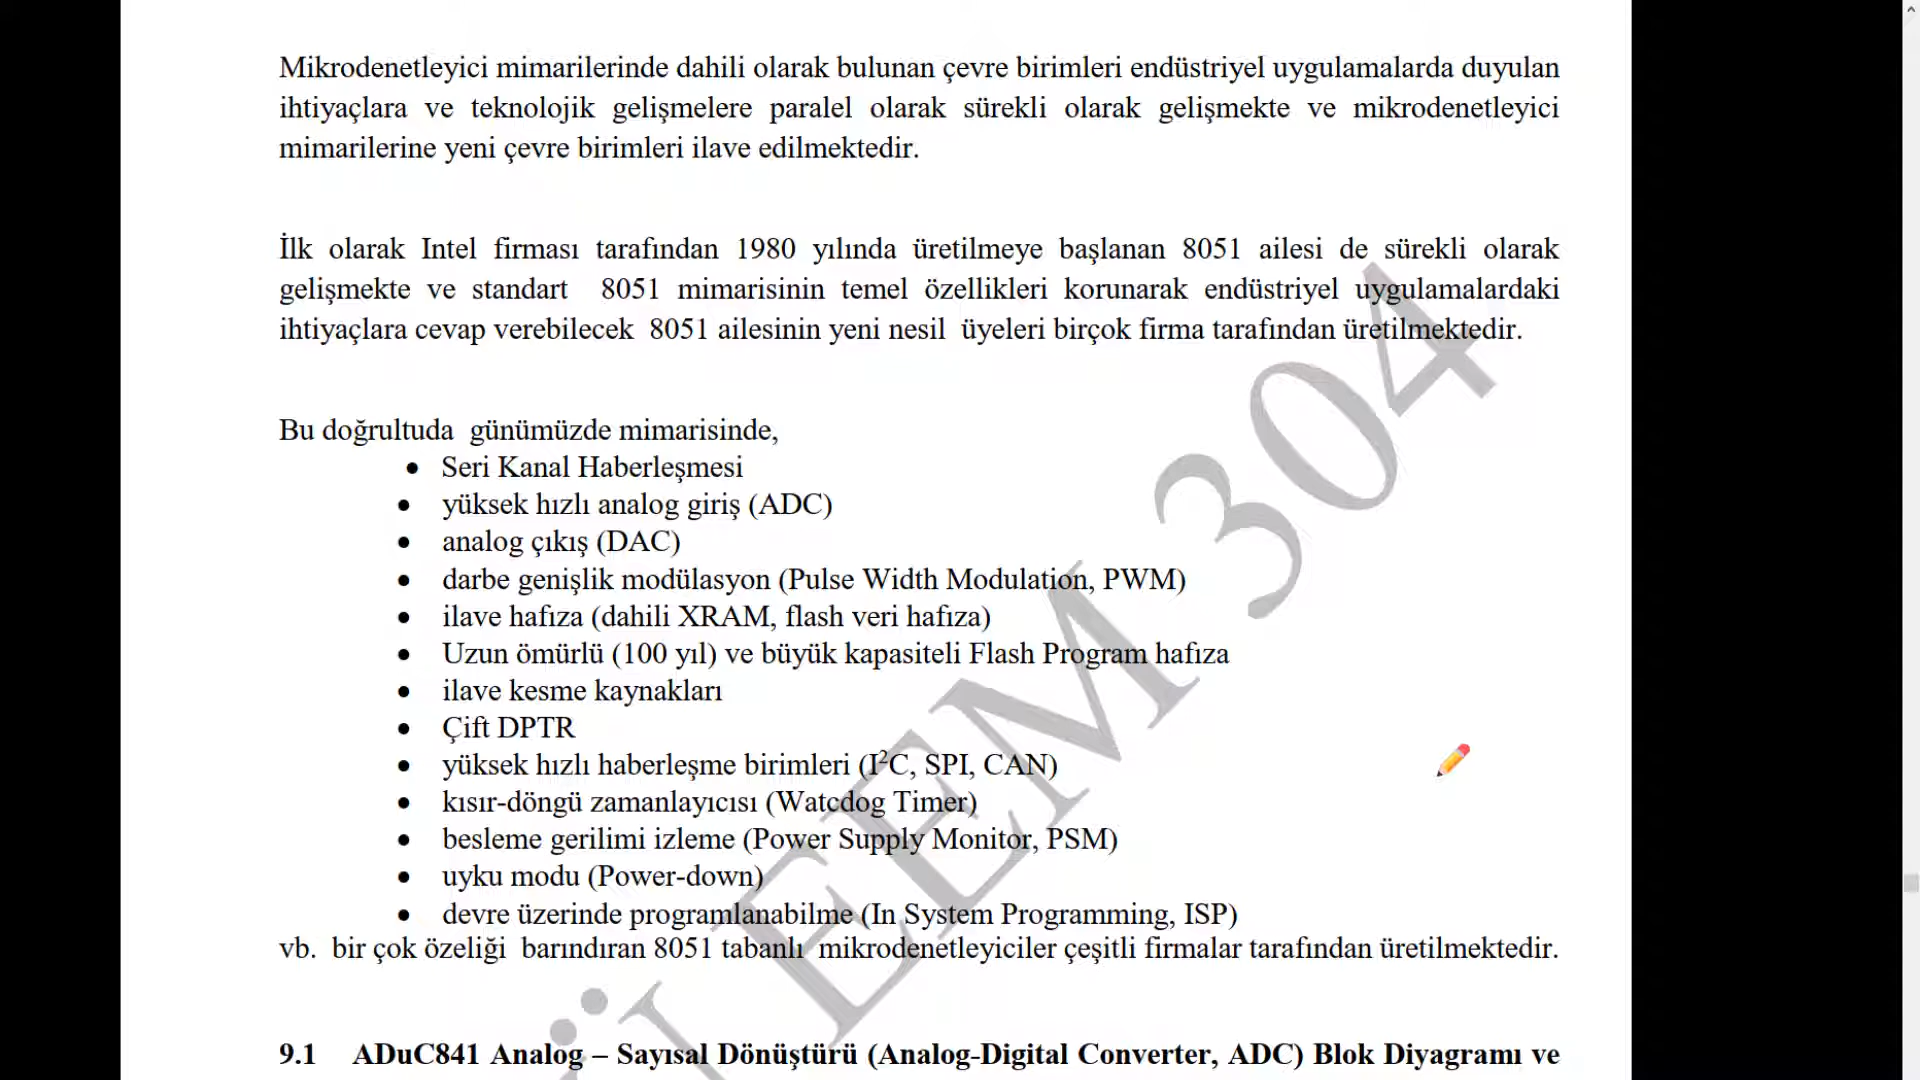 Mikrodenetleyici mimarilerinde dahili olarak bulunan çevre birimleri endüstriyel uygulamalarda duyulan
ihtiyaçlara ve teknolojik gelişmelere paralel olarak sürekli olarak gelişmekte ve mikrodenetleyici
mimarilerine yeni çevre birimleri ilave edilmektedir.
İlk olarak Intel firması tarafından 1980 yılında üretilmeye başlanan 8051 ailesi de sürekli olarak
gelişmekte ve standart 8051 mimarisinin temel özellikleri korunarak endüstriyel uygulamalardaki
ihtiyaçlara cevap verebilecek 8051 ailesinin yeni nesil üyeleri birçok firma tarafından üretilmektedir.
Bu doğrultuda günümüzde mimarisinde,
• Seri Kanal Haberleşmesi
• yüksek hızlı analog giriş (ADC)
• analog çıkış (DAC)
• darbe genişlik modülasyon (Pulse Width Modulation, PWM)
• ilave hafıza (dahili XRAM, flash veri hafıza)
• Uzun ömürlü (100 yıl) ve büyük kapasiteli Flash Program hafıza
• ilave kesme kaynakları
• Çift DPTR
• yüksek hızlı haberleşme birimleri (I²C, SPI, CAN)
• kısır-döngü zamanlayıcısı (Watcdog Timer)
• besleme gerilimi izleme (Power Supply Monitor, PSM)
• uyku modu (Power-down)
• devre üzerinde programlanabilme (In System Programming, ISP)
vb. bir çok özeliği barındıran 8051 tabanlı mikrodenetleyiciler çeşitli firmalar tarafından üretilmektedir.
9.1 ADuC841 Analog – Sayısal Dönüştürü (Analog-Digital Converter, ADC) Blok Diyagramı ve
EEM 304